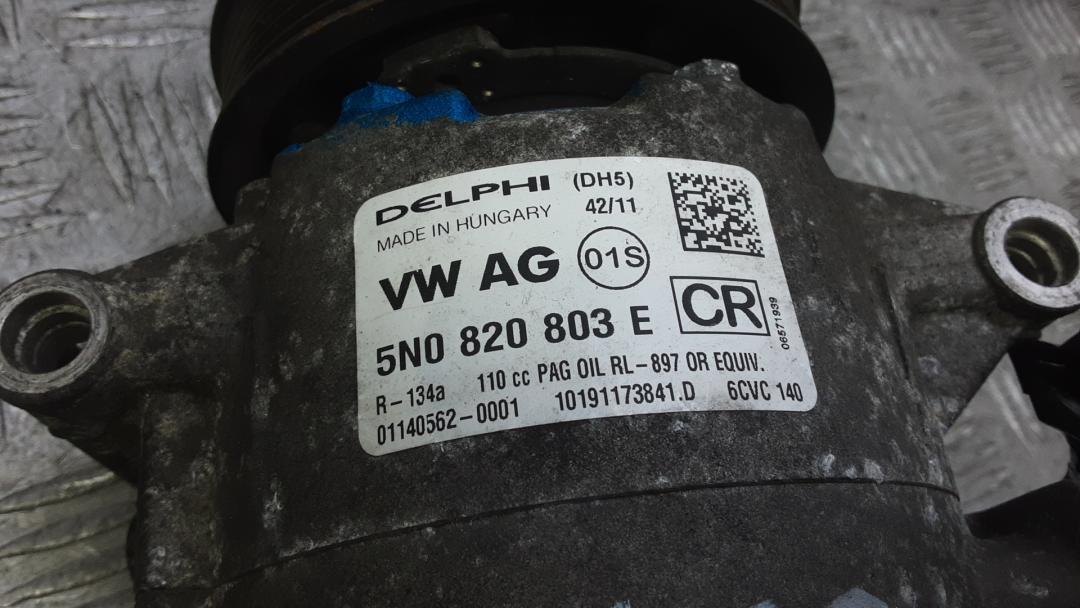 DELPHI (DH5)
MADE IN HUNGARY 42/11
VW AG 01S
5N0 820 803 E CR
06571939
R-134a 110 cc PAG OIL RL-897 OR EQUIV.
01140562-0001 10191173841.D 6CVC 140